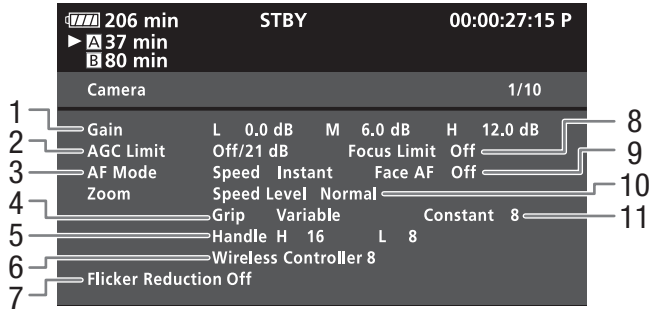 206 min STBY 00:00:27:15 P
A 37 min
B 80 min
Camera 1/10
1 Gain L 0.0 dB M 6.0 dB H 12.0 dB
2 AGC Limit Off/21 dB Focus Limit Off 8
3 AF Mode Speed Instant Face AF Off 9
Zoom Speed Level Normal 10
4 Grip Variable Constant 8 11
5 Handle H 16 L 8
6 Wireless Controller 8
7 Flicker Reduction Off